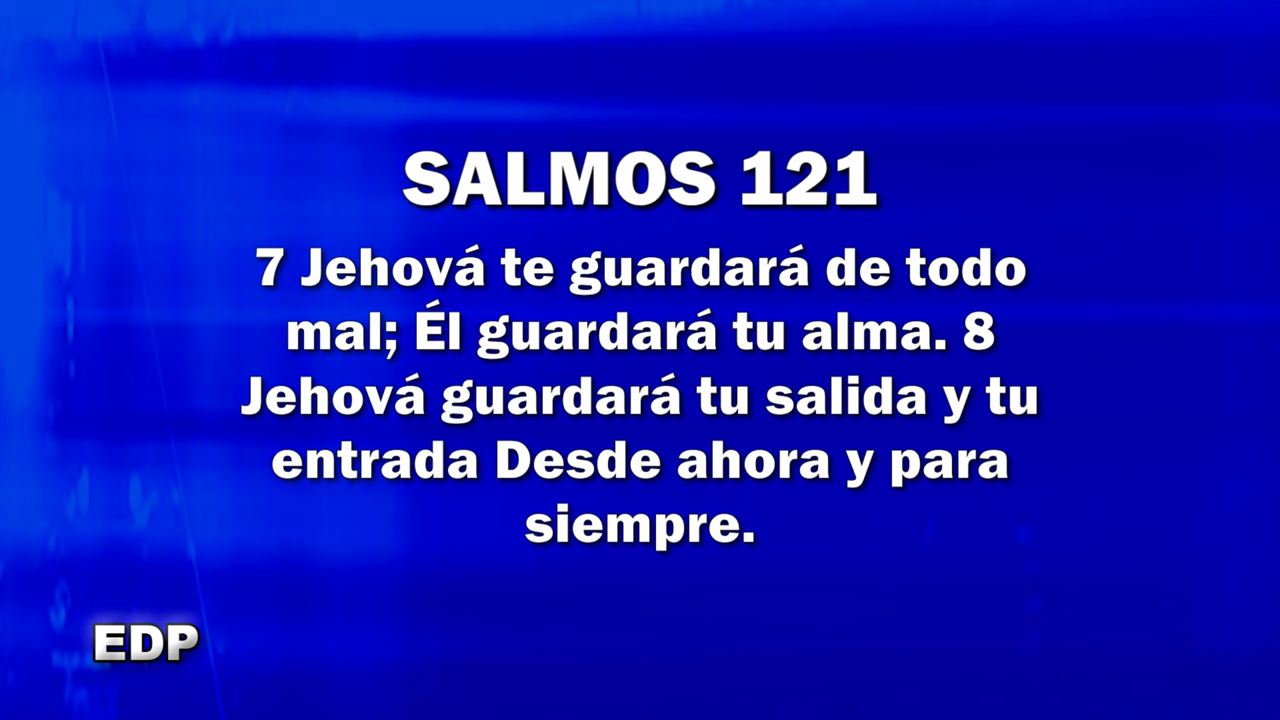 SALMOS 121
7 Jehová te guardará de todo
mal; Él guardará tu alma. 8
Jehová guardará tu salida y tu
entrada Desde ahora y para
siempre.
EDP